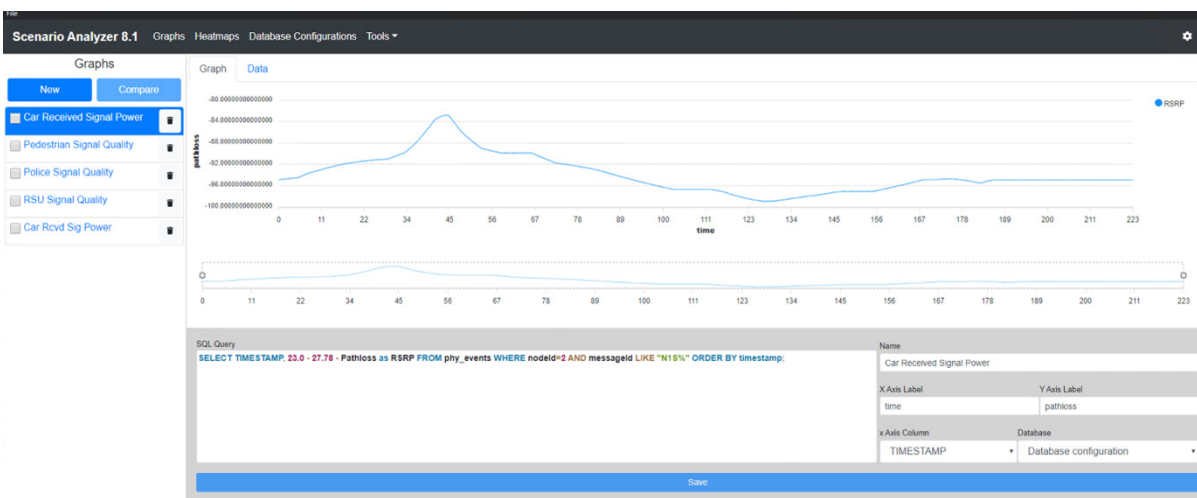 File
Scenario Analyzer 8.1 Graphs Heatmaps Database Configurations Tools
Graphs
New Compare
Car Received Signal Power
Pedestrian Signal Quality
Police Signal Quality
RSU Signal Quality
Car Rcvd Sig Power
Graph Data
-80.00000000000000
-84.00000000000000
-88.00000000000000
-92.00000000000000
-96.00000000000000
-100.00000000000000
pathloss
RSRP
0 11 22 34 45 56 67 78 89 100 111 123 134 145 156 167 178 189 200 211 223
time
0 11 22 34 45 56 67 78 89 100 111 123 134 145 156 167 178 189 200 211 223
SQL Query
SELECT TIMESTAMP, 23.0 - 27.78 - Pathloss as RSRP FROM phy_events WHERE nodeId=2 AND messageId LIKE "N1S%" ORDER BY timestamp;
Name
Car Received Signal Power
X Axis Label Y Axis Label
time pathloss
x Axis Column Database
TIMESTAMP Database configuration
Save